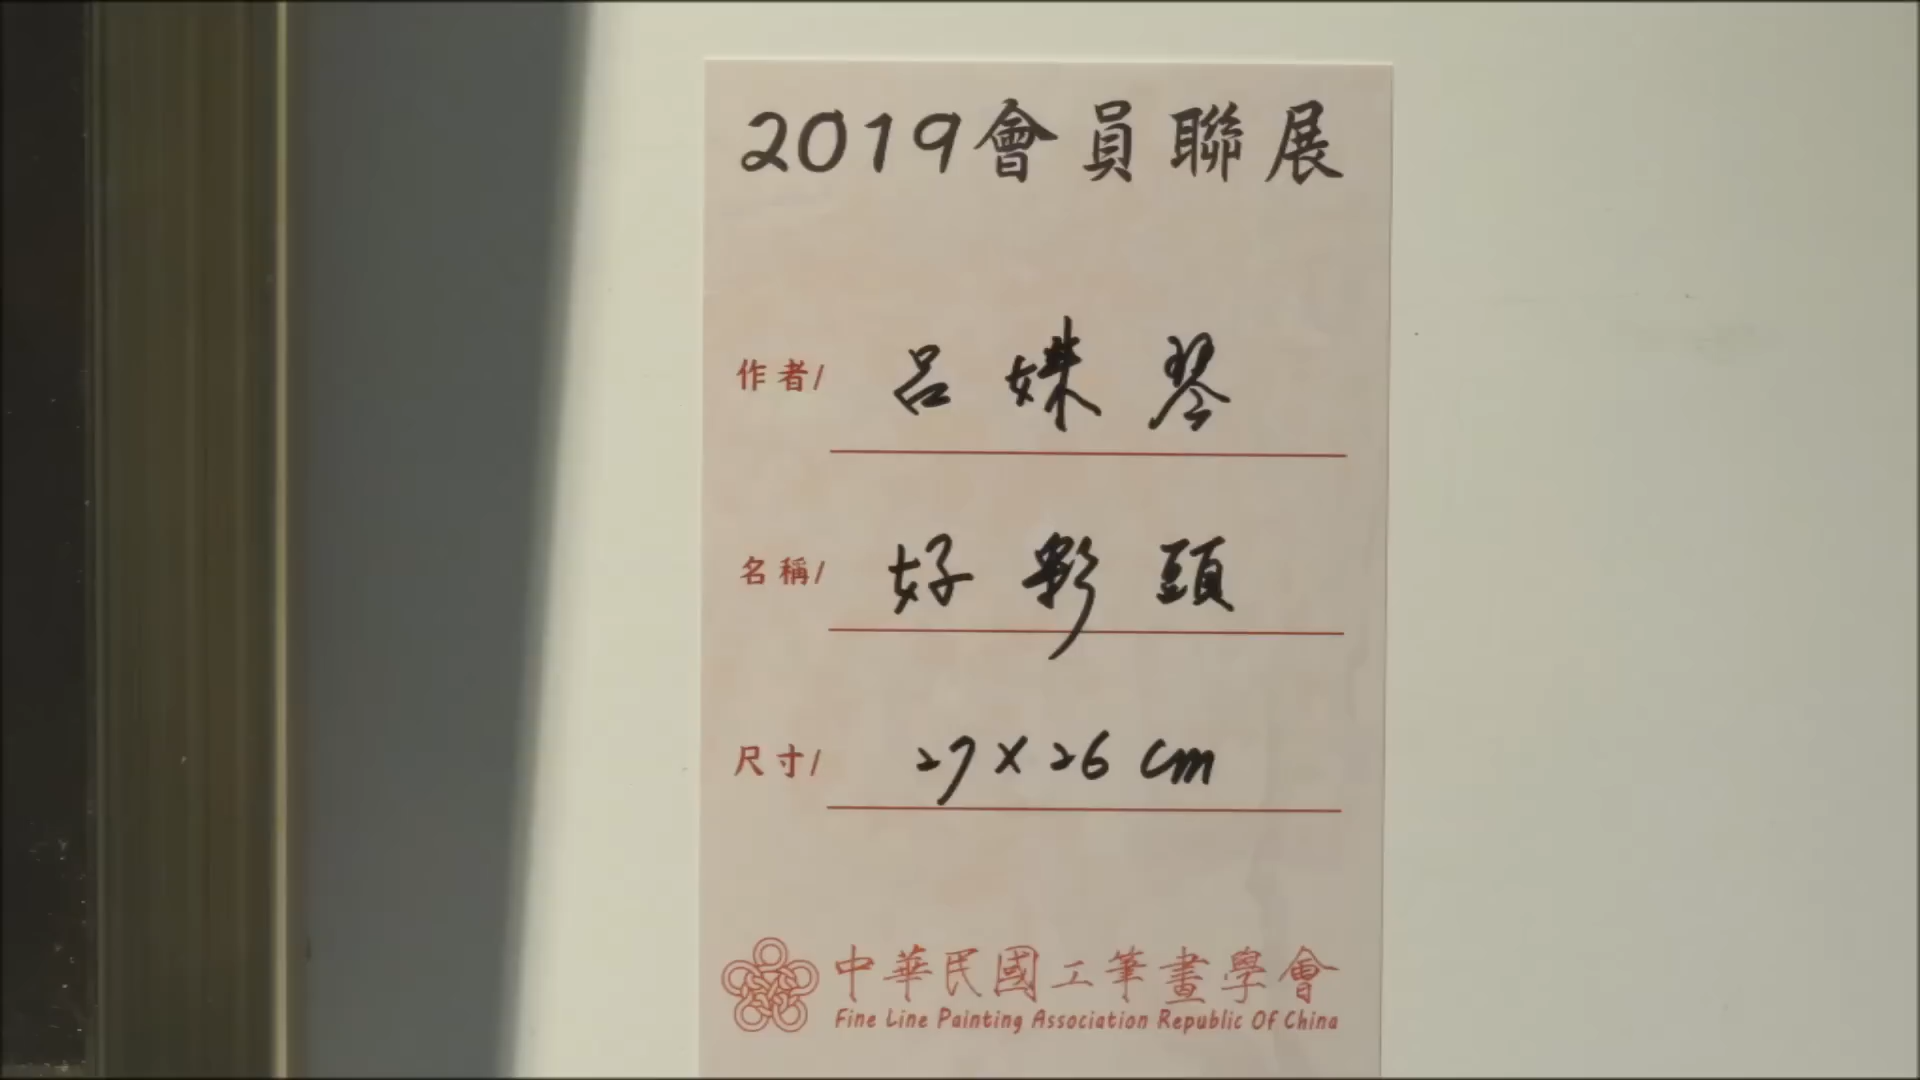 2019會員聯展
作者/ 呂 琴
名稱/ 好彩頭
尺寸/ 27×26 cm
中華民國工筆畫學會
Fine Line Painting Association Republic Of China